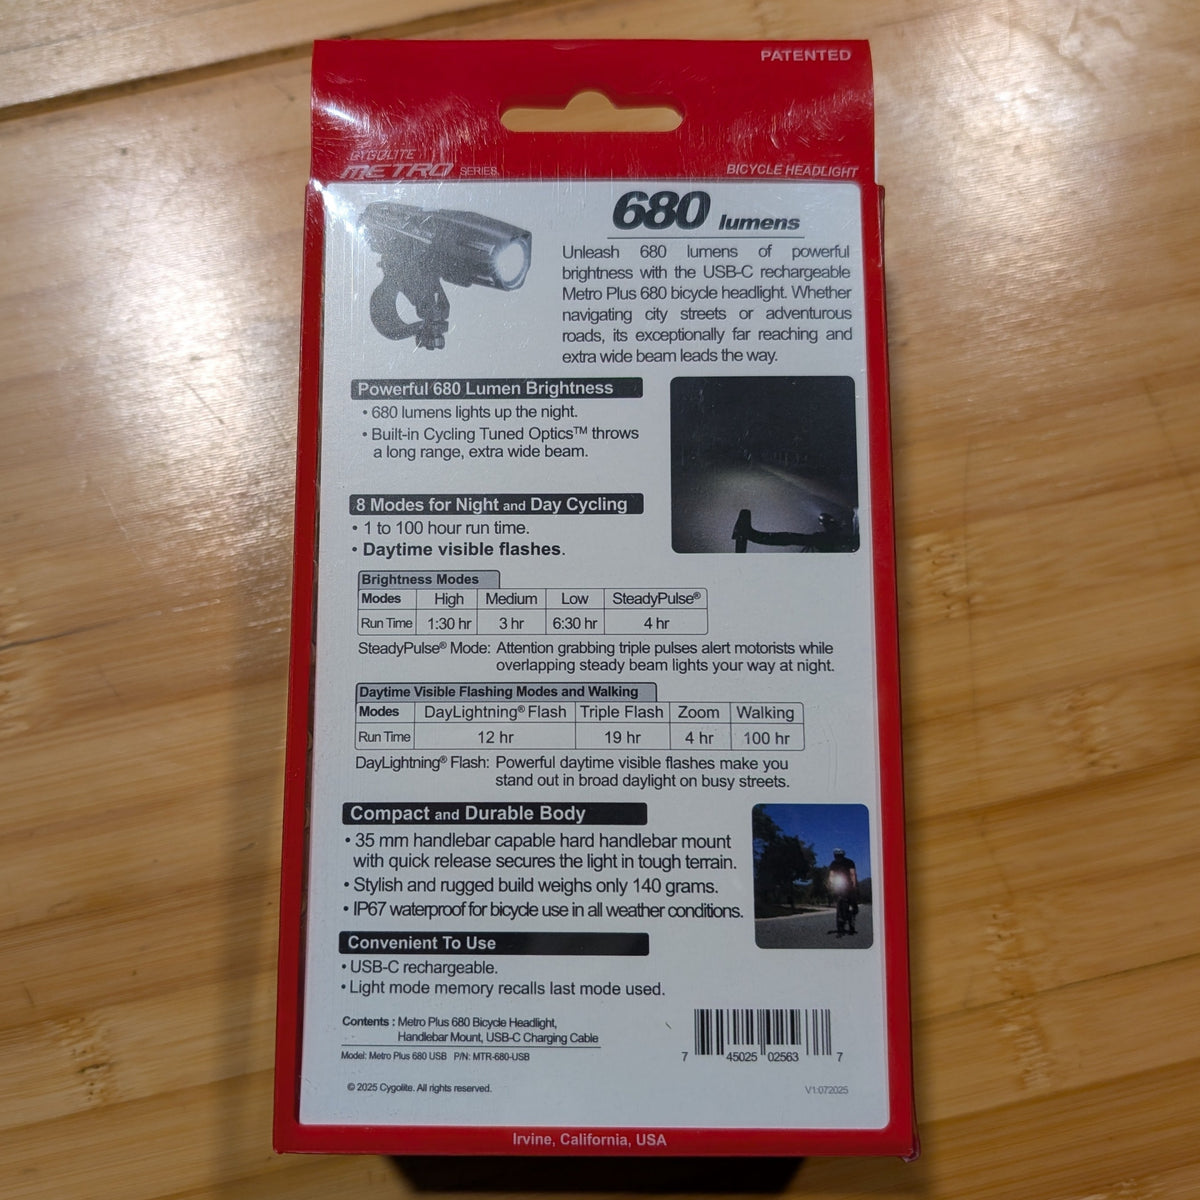 PATENTED
CYGOLITE
METRO SERIES
BICYCLE HEADLIGHT
680 lumens
Unleash 680 lumens of powerful
brightness with the USB-C rechargeable
Metro Plus 680 bicycle headlight. Whether
navigating city streets or adventurous
roads, its exceptionally far reaching and
extra wide beam leads the way.
Powerful 680 Lumen Brightness
• 680 lumens lights up the night.
• Built-in Cycling Tuned Optics™ throws
a long range, extra wide beam.
8 Modes for Night and Day Cycling
• 1 to 100 hour run time.
• Daytime visible flashes.
Brightness Modes
Modes High Medium Low SteadyPulse®
Run Time 1:30 hr 3 hr 6:30 hr 4 hr
SteadyPulse® Mode: Attention grabbing triple pulses alert motorists while
overlapping steady beam lights your way at night.
Daytime Visible Flashing Modes and Walking
Modes DayLightning® Flash Triple Flash Zoom Walking
Run Time 12 hr 19 hr 4 hr 100 hr
DayLightning® Flash: Powerful daytime visible flashes make you
stand out in broad daylight on busy streets.
Compact and Durable Body
• 35 mm handlebar capable hard handlebar mount
with quick release secures the light in tough terrain.
• Stylish and rugged build weighs only 140 grams.
• IP67 waterproof for bicycle use in all weather conditions.
Convenient To Use
• USB-C rechargeable.
• Light mode memory recalls last mode used.
Contents : Metro Plus 680 Bicycle Headlight,
Handlebar Mount, USB-C Charging Cable
Model: Metro Plus 680 USB P/N: MTR-680-USB
7 45025 02563 7
© 2025 Cygolite. All rights reserved.
V1:072025
Irvine, California, USA